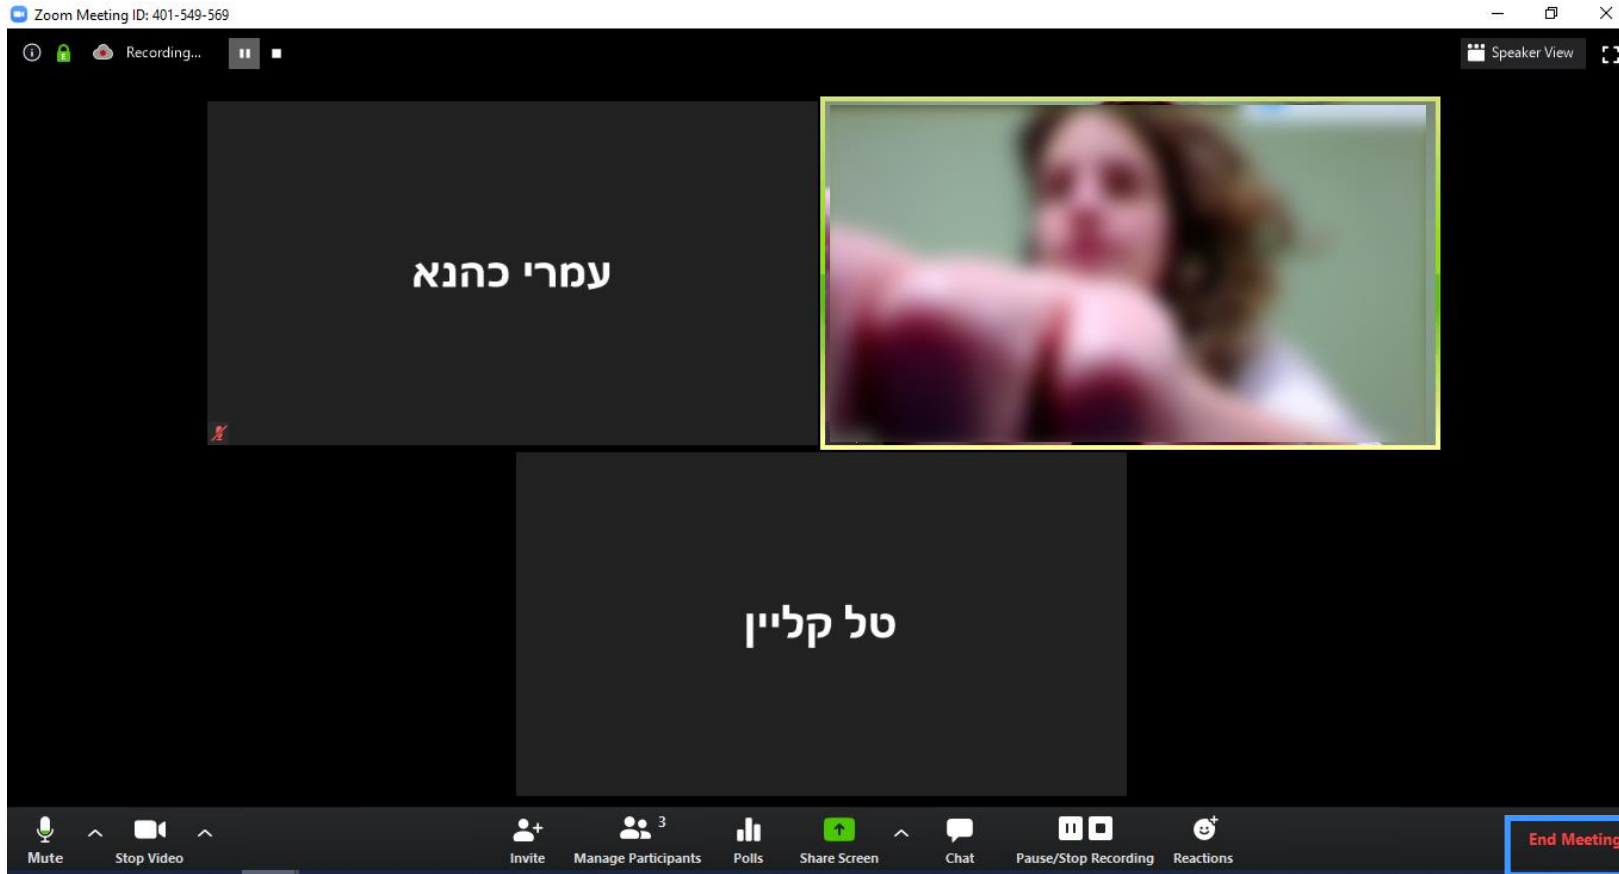 Zoom Meeting ID: 401-549-569
Recording...
Speaker View
עמרי כהנא
טל קליין
3
Mute
Stop Video
Invite
Manage Participants
Polls
Share Screen
Chat
Pause/Stop Recording
Reactions
End Meeting